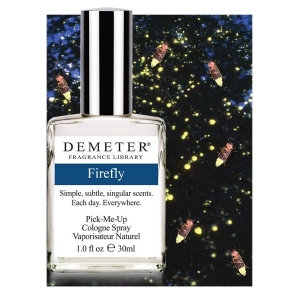 DEMETER®
FRAGRANCE LIBRARY
Firefly
Simple, subtle, singular scents.
Each day. Everywhere.
Pick-Me-Up
Cologne Spray
Vaporisateur Naturel
1.0 fl oz ℮ 30ml